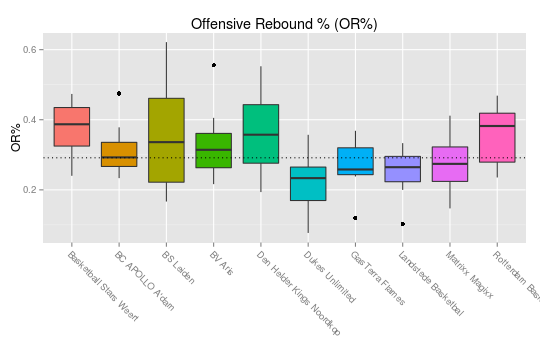 Offensive Rebound % (OR%)
OR%
0.6
0.4
0.2
Basketball Stars Weert
BC APOLLO A'dam
BS Leiden
BV Aris
Den Helder Kings Noordkop
Dukes Unlimited
GasTerra Flames
Landstede Basketbal
Matrixx Magixx
Rotterdam Bas